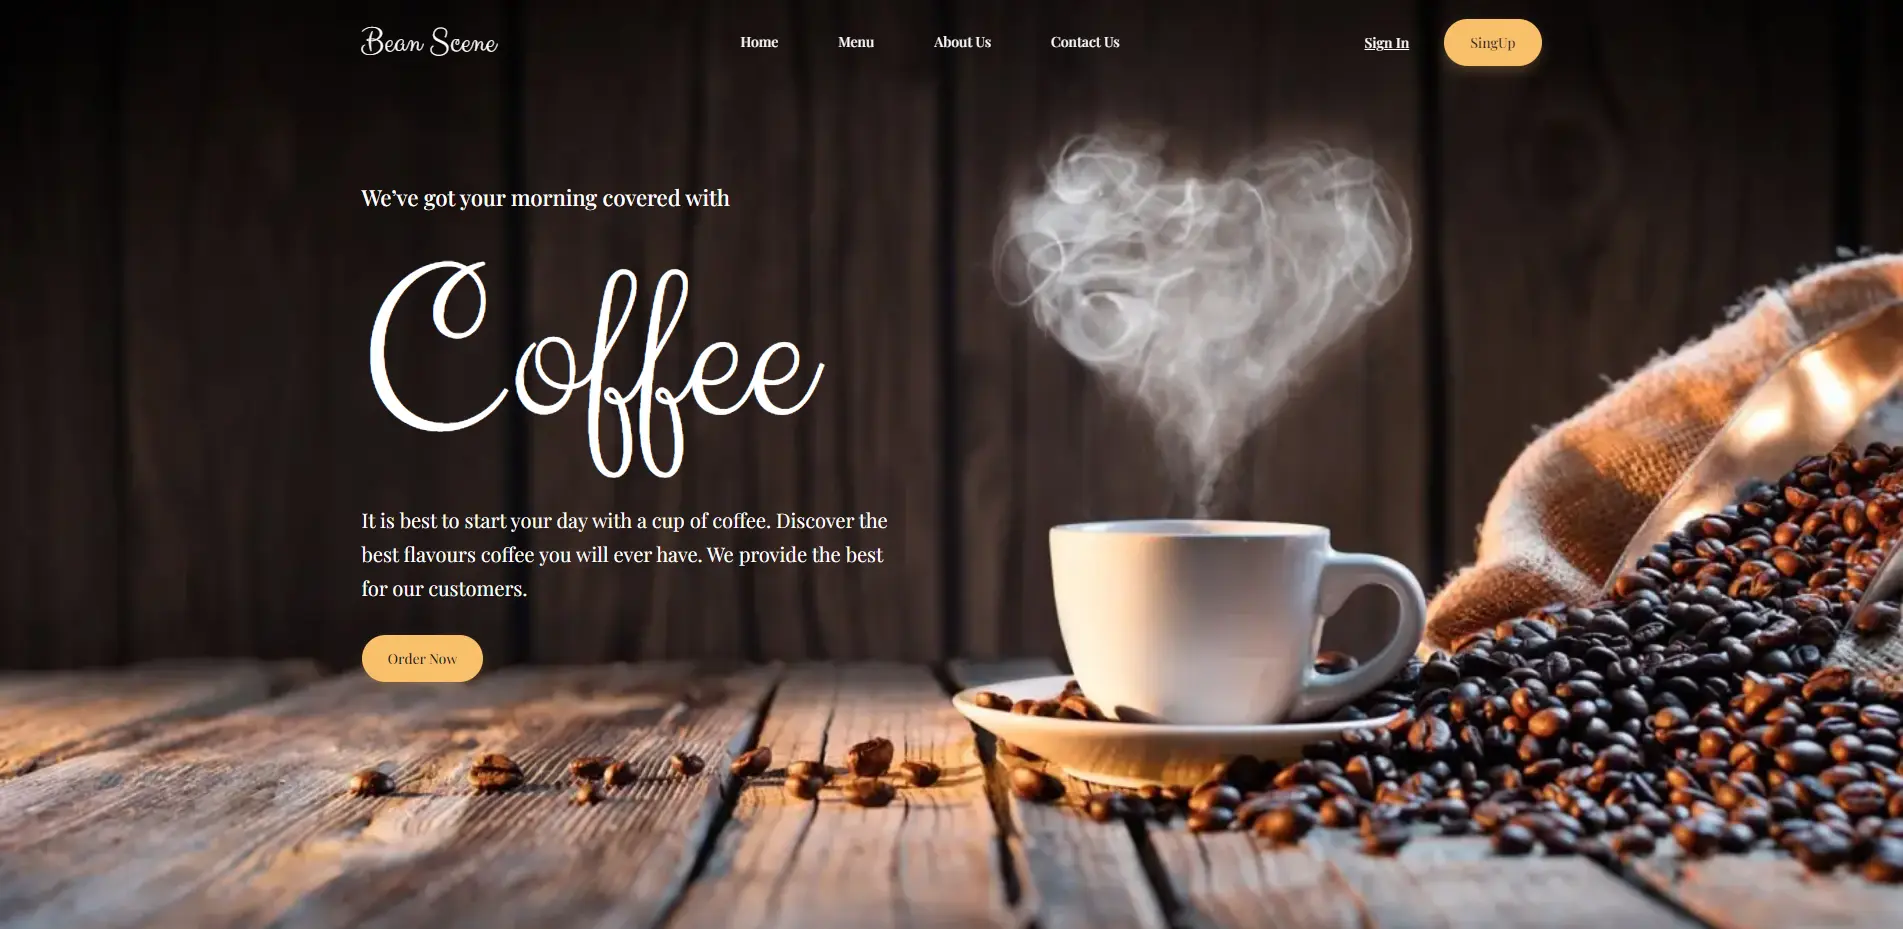 Bean Scene
Home Menu About Us Contact Us
Sign In SingUp
We’ve got your morning covered with
Coffee
It is best to start your day with a cup of coffee. Discover the
best flavours coffee you will ever have. We provide the best
for our customers.
Order Now